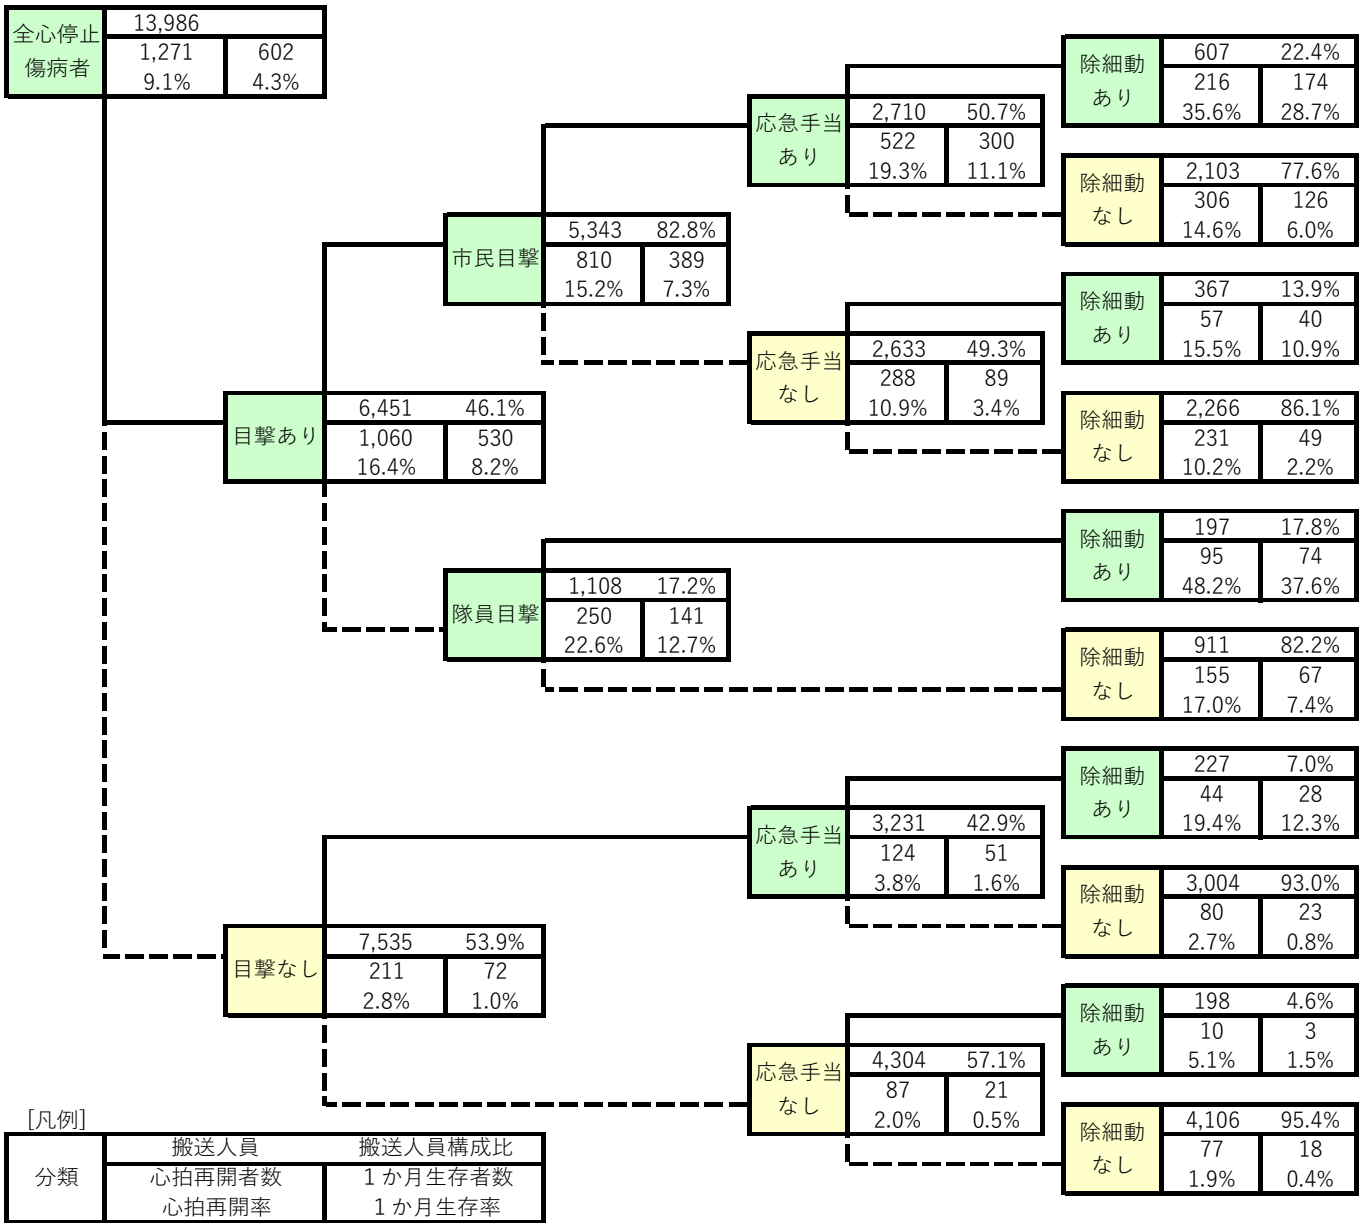 全心停止
傷病者
13,986
1,271 602
9.1% 4.3%
目撃あり
6,451 46.1%
1,060 530
16.4% 8.2%
市民目撃
5,343 82.8%
810 389
15.2% 7.3%
応急手当
あり
2,710 50.7%
522 300
19.3% 11.1%
除細動
あり
607 22.4%
216 174
35.6% 28.7%
除細動
なし
2,103 77.6%
306 126
14.6% 6.0%
応急手当
なし
2,633 49.3%
288 89
10.9% 3.4%
除細動
あり
367 13.9%
57 40
15.5% 10.9%
除細動
なし
2,266 86.1%
231 49
10.2% 2.2%
隊員目撃
1,108 17.2%
250 141
22.6% 12.7%
除細動
あり
197 17.8%
95 74
48.2% 37.6%
除細動
なし
911 82.2%
155 67
17.0% 7.4%
目撃なし
7,535 53.9%
211 72
2.8% 1.0%
応急手当
あり
3,231 42.9%
124 51
3.8% 1.6%
除細動
あり
227 7.0%
44 28
19.4% 12.3%
除細動
なし
3,004 93.0%
80 23
2.7% 0.8%
応急手当
なし
4,304 57.1%
87 21
2.0% 0.5%
除細動
あり
198 4.6%
10 3
5.1% 1.5%
除細動
なし
4,106 95.4%
77 18
1.9% 0.4%
[凡例]
分類
搬送人員 搬送人員構成比
心拍再開者数 1か月生存者数
心拍再開率 1か月生存率